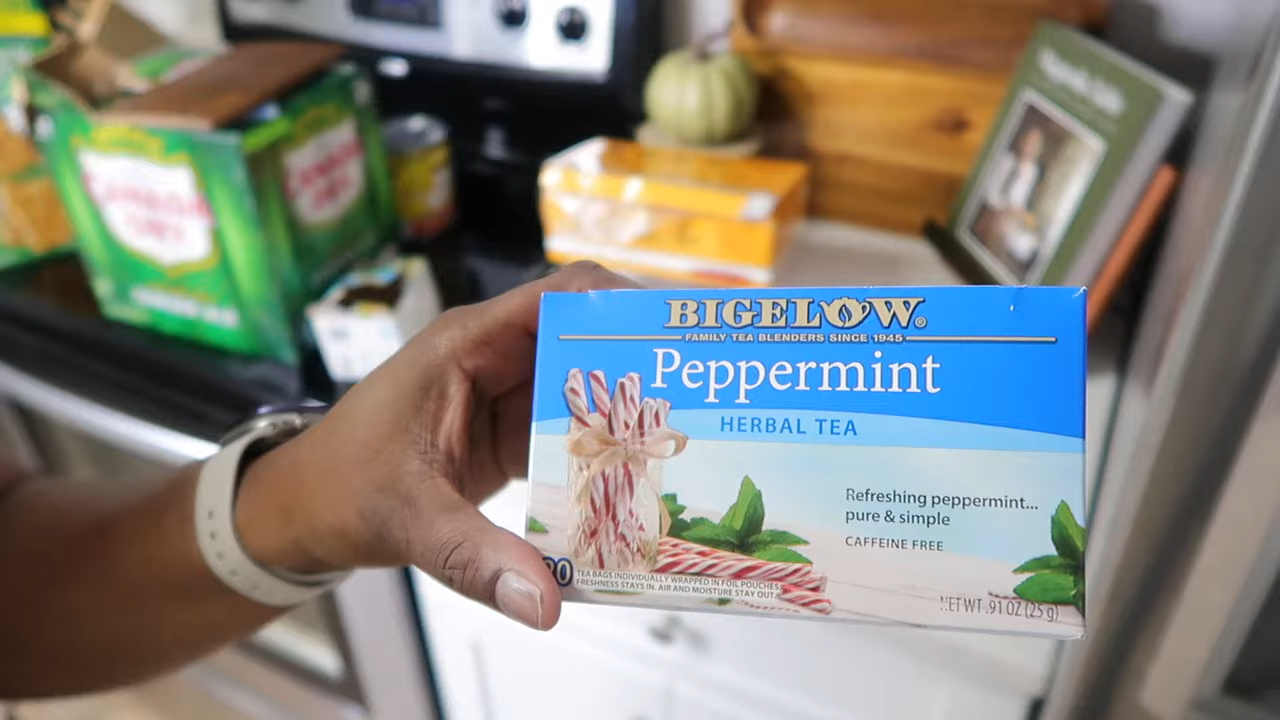 BIGELOW®
FAMILY TEA BLENDERS SINCE 1945
Peppermint
HERBAL TEA
Refreshing peppermint...
pure & simple
CAFFEINE FREE
20
TEA BAGS INDIVIDUALLY WRAPPED IN FOIL POUCHES.
FRESHNESS STAYS IN. AIR AND MOISTURE STAY OUT.
NET WT .91 OZ (25 g)